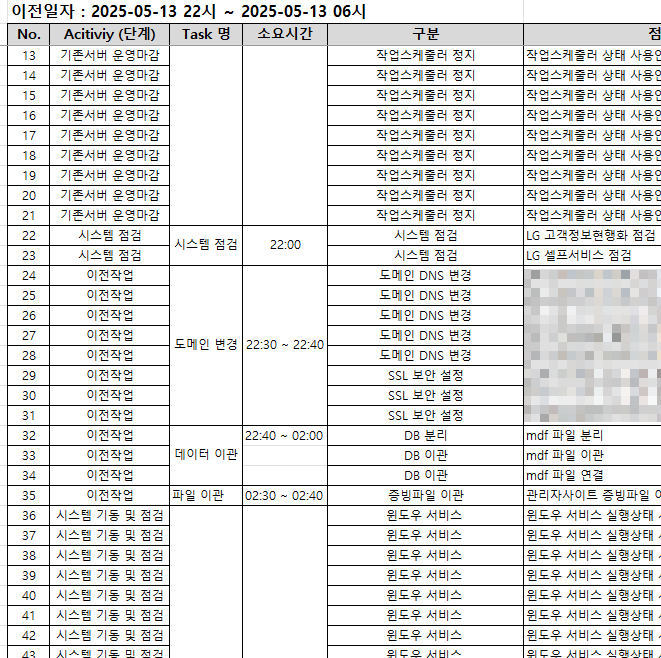 이전일자 : 2025-05-13 22시 ~ 2025-05-13 06시
No. Acitiviy (단계) Task 명 소요시간 구분 점
13 기존서버 운영마감 작업스케줄러 정지 작업스케줄러 상태 사용안
14 기존서버 운영마감 작업스케줄러 정지 작업스케줄러 상태 사용안
15 기존서버 운영마감 작업스케줄러 정지 작업스케줄러 상태 사용안
16 기존서버 운영마감 작업스케줄러 정지 작업스케줄러 상태 사용안
17 기존서버 운영마감 작업스케줄러 정지 작업스케줄러 상태 사용안
18 기존서버 운영마감 작업스케줄러 정지 작업스케줄러 상태 사용안
19 기존서버 운영마감 작업스케줄러 정지 작업스케줄러 상태 사용안
20 기존서버 운영마감 작업스케줄러 정지 작업스케줄러 상태 사용안
21 기존서버 운영마감 작업스케줄러 정지 작업스케줄러 상태 사용안
22 시스템 점검 시스템 점검 22:00 시스템 점검 LG 고객정보현행화 점검
23 시스템 점검 시스템 점검 LG 셀프서비스 점검
24 이전작업 도메인 DNS 변경
25 이전작업 도메인 DNS 변경
26 이전작업 도메인 DNS 변경
27 이전작업 도메인 변경 22:30 ~ 22:40 도메인 DNS 변경
28 이전작업 도메인 DNS 변경
29 이전작업 SSL 보안 설정
30 이전작업 SSL 보안 설정
31 이전작업 SSL 보안 설정
32 이전작업 22:40 ~ 02:00 DB 분리 mdf 파일 분리
33 이전작업 데이터 이관 DB 이관 mdf 파일 이관
34 이전작업 DB 이관 mdf 파일 연결
35 이전작업 파일 이관 02:30 ~ 02:40 증빙파일 이관 관리자사이트 증빙파일
36 시스템 기동 및 점검 윈도우 서비스 윈도우 서비스 실행상태
37 시스템 기동 및 점검 윈도우 서비스 윈도우 서비스 실행상태
38 시스템 기동 및 점검 윈도우 서비스 윈도우 서비스 실행상태
39 시스템 기동 및 점검 윈도우 서비스 윈도우 서비스 실행상태
40 시스템 기동 및 점검 윈도우 서비스 윈도우 서비스 실행상태
41 시스템 기동 및 점검 윈도우 서비스 윈도우 서비스 실행상태
42 시스템 기동 및 점검 윈도우 서비스 윈도우 서비스 실행상태
43 시스템 기동 및 점검 윈도우 서비스 윈도우 서비스 실행상태